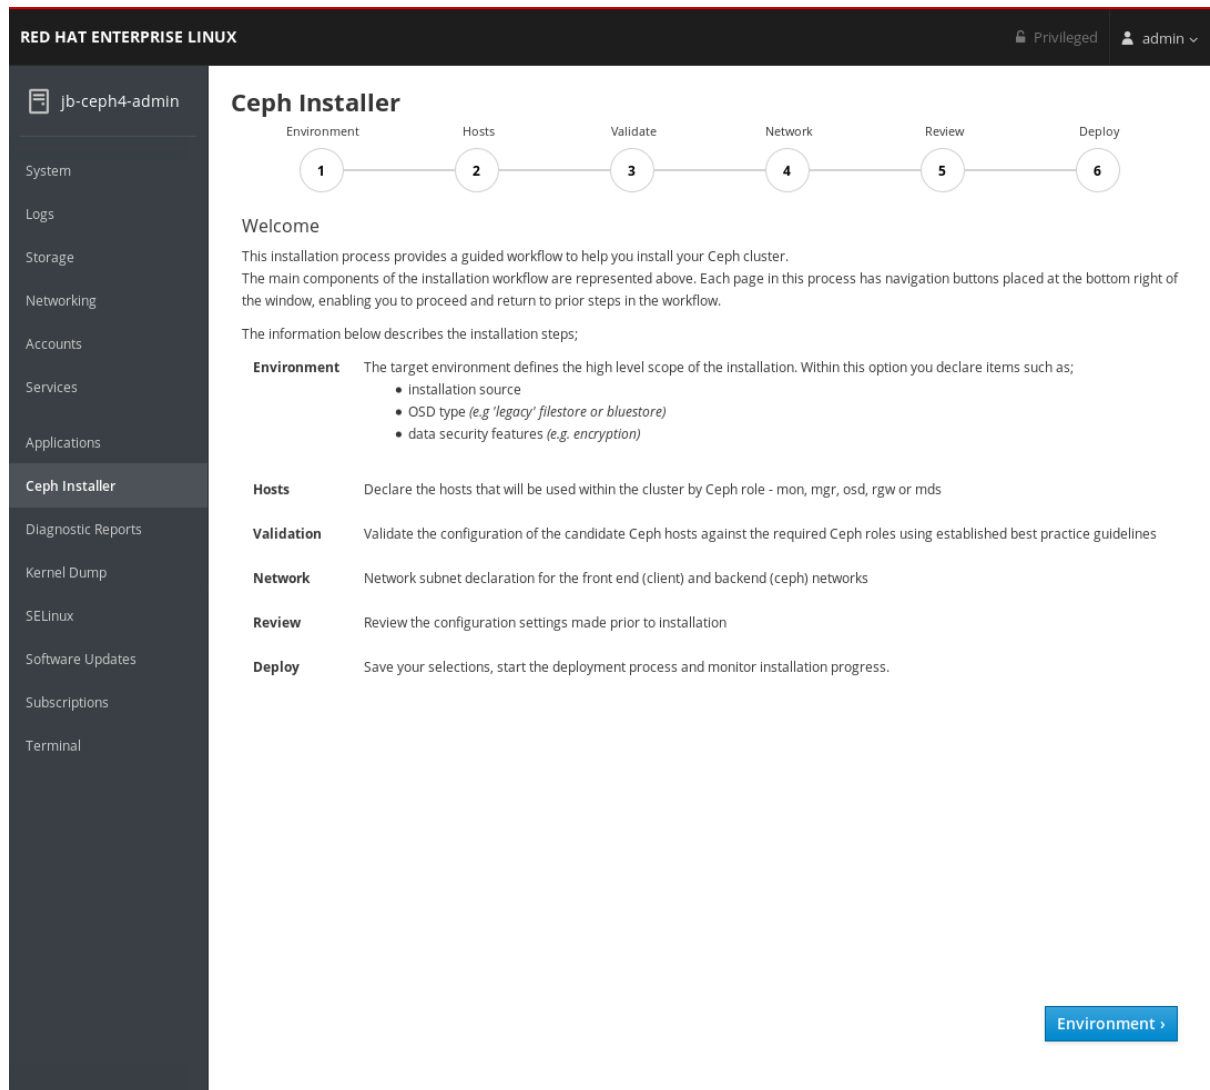 RED HAT ENTERPRISE LINUX
Privileged
admin
jb-ceph4-admin
System
Logs
Storage
Networking
Accounts
Services
Applications
Ceph Installer
Diagnostic Reports
Kernel Dump
SELinux
Software Updates
Subscriptions
Terminal
Ceph Installer
Environment Hosts Validate Network Review Deploy
1 2 3 4 5 6
Welcome
This installation process provides a guided workflow to help you install your Ceph cluster.
The main components of the installation workflow are represented above. Each page in this process has navigation buttons placed at the bottom right of
the window, enabling you to proceed and return to prior steps in the workflow.
The information below describes the installation steps;
Environment The target environment defines the high level scope of the installation. Within this option you declare items such as;
• installation source
• OSD type (e.g 'legacy' filestore or bluestore)
• data security features (e.g. encryption)
Hosts Declare the hosts that will be used within the cluster by Ceph role - mon, mgr, osd, rgw or mds
Validation Validate the configuration of the candidate Ceph hosts against the required Ceph roles using established best practice guidelines
Network Network subnet declaration for the front end (client) and backend (ceph) networks
Review Review the configuration settings made prior to installation
Deploy Save your selections, start the deployment process and monitor installation progress.
Environment ›